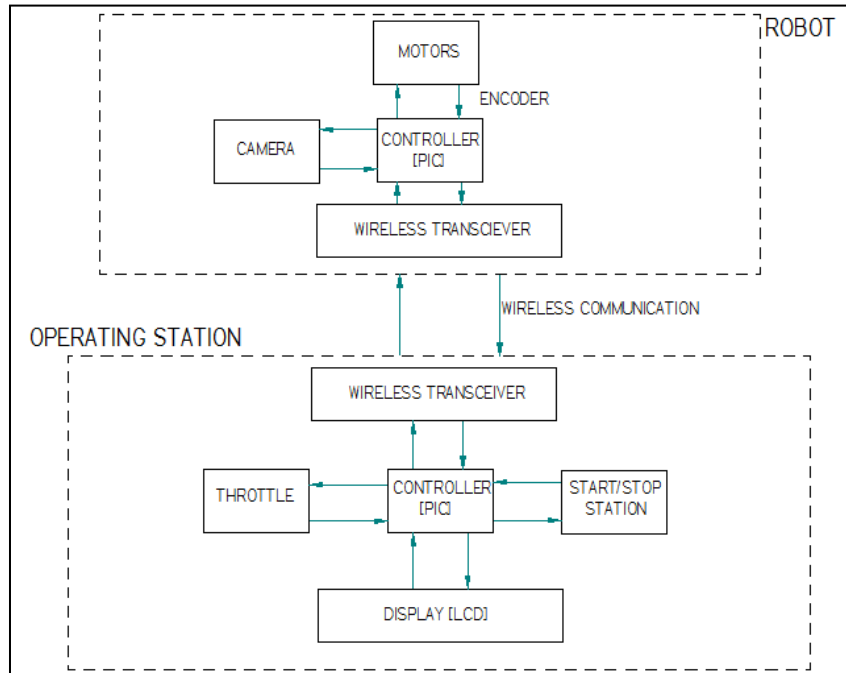 ROBOT
MOTORS
ENCODER
CONTROLLER
[PIC]
CAMERA
WIRELESS TRANSCIEVER
WIRELESS COMMUNICATION
OPERATING STATION
WIRELESS TRANSCEIVER
THROTTLE
CONTROLLER
[PIC]
START/STOP
STATION
DISPLAY [LCD]